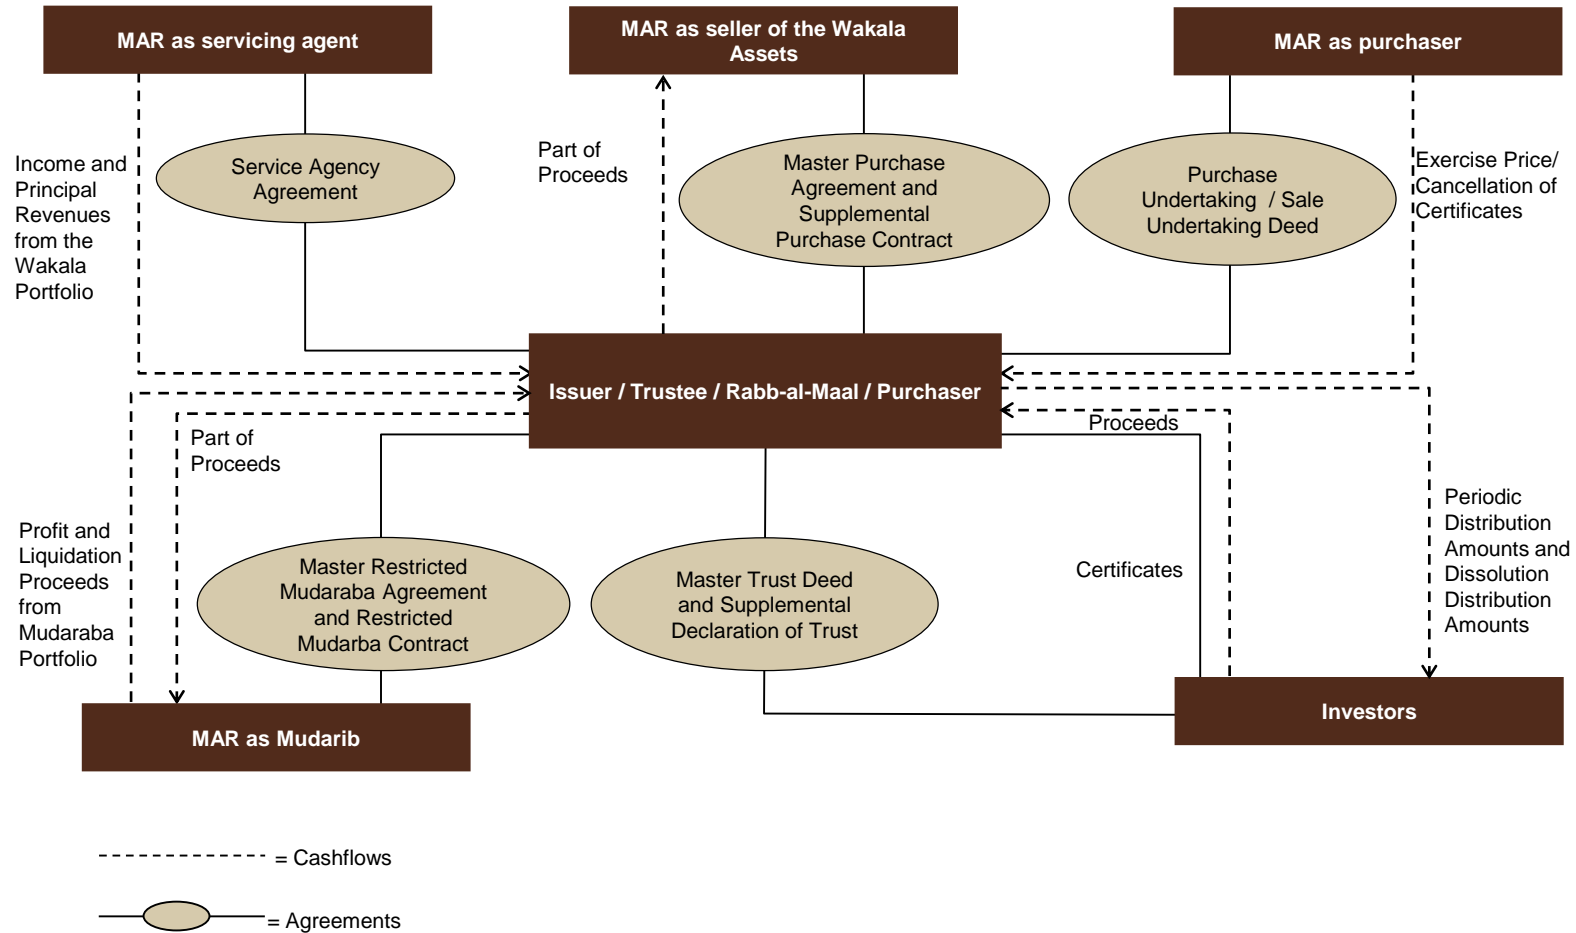 MAR as servicing agent
MAR as seller of the Wakala
Assets
MAR as purchaser
Income and
Principal
Revenues
from the
Wakala
Portfolio
Service Agency
Agreement
Part of
Proceeds
Master Purchase
Agreement and
Supplemental
Purchase Contract
Purchase
Undertaking / Sale
Undertaking Deed
Exercise Price/
Cancellation of
Certificates
Issuer / Trustee / Rabb-al-Maal / Purchaser
Part of
Proceeds
Proceeds
Profit and
Liquidation
Proceeds
from
Mudaraba
Portfolio
Master Restricted
Mudaraba Agreement
and Restricted
Mudarba Contract
Master Trust Deed
and Supplemental
Declaration of Trust
Certificates
Periodic
Distribution
Amounts and
Dissolution
Distribution
Amounts
MAR as Mudarib
Investors
= Cashflows
= Agreements